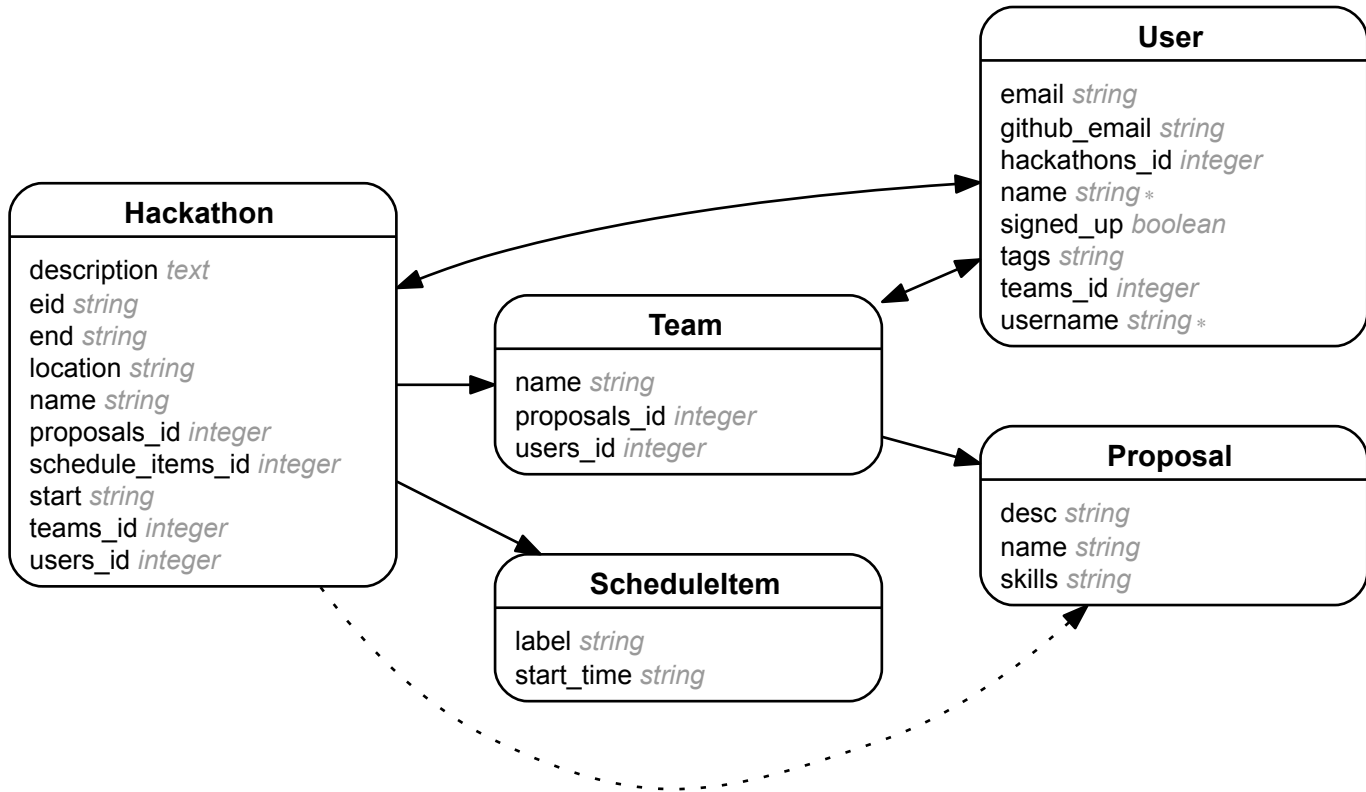 Hackathon
description text
eid string
end string
location string
name string
proposals_id integer
schedule_items_id integer
start string
teams_id integer
users_id integer
Team
name string
proposals_id integer
users_id integer
ScheduleItem
label string
start_time string
User
email string
github_email string
hackathons_id integer
name string *
signed_up boolean
tags string
teams_id integer
username string *
Proposal
desc string
name string
skills string